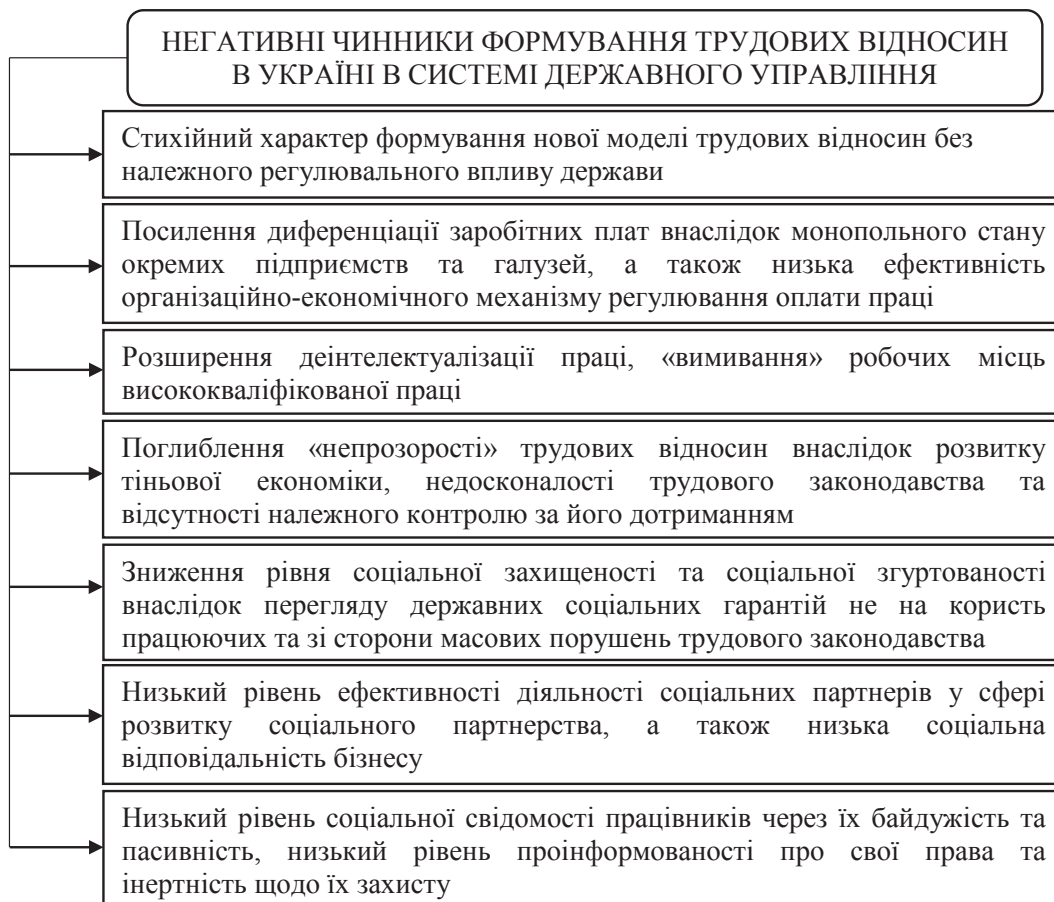 НЕГАТИВНІ ЧИННИКИ ФОРМУВАННЯ ТРУДОВИХ ВІДНОСИН
В УКРАЇНІ В СИСТЕМІ ДЕРЖАВНОГО УПРАВЛІННЯ
Стихійний характер формування нової моделі трудових відносин без
належного регулювального впливу держави
Посилення диференціації заробітних плат внаслідок монопольного стану
окремих підприємств та галузей, а також низька ефективність
організаційно-економічного механізму регулювання оплати праці
Розширення деінтелектуалізації праці, «вимивання» робочих місць
висококваліфікованої праці
Поглиблення «непрозорості» трудових відносин внаслідок розвитку
тіньової економіки, недосконалості трудового законодавства та
відсутності належного контролю за його дотриманням
Зниження рівня соціальної захищеності та соціальної згуртованості
внаслідок перегляду державних соціальних гарантій не на користь
працюючих та зі сторони масових порушень трудового законодавства
Низький рівень ефективності діяльності соціальних партнерів у сфері
розвитку соціального партнерства, а також низька соціальна
відповідальність бізнесу
Низький рівень соціальної свідомості працівників через їх байдужість та
пасивність, низький рівень проінформованості про свої права та
інертність щодо їх захисту